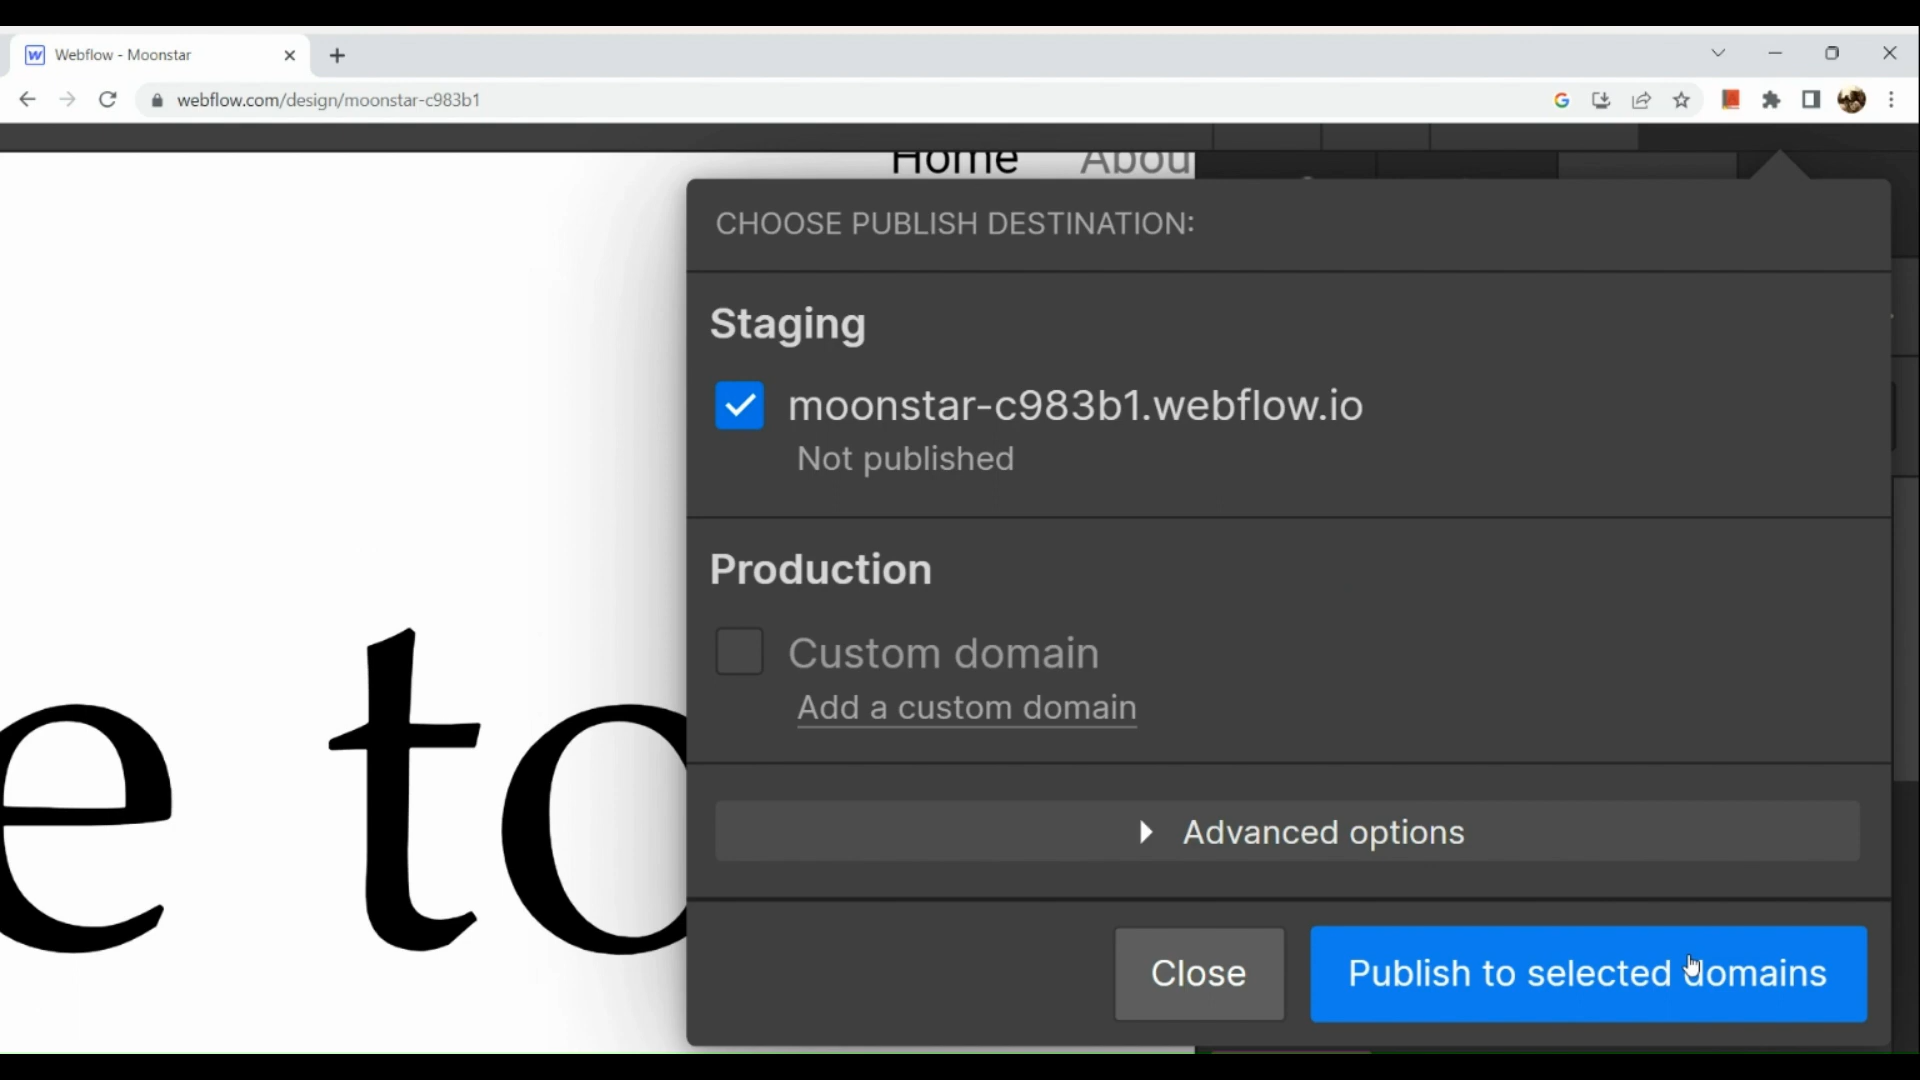 Webflow - Moonstar
webflow.com/design/moonstar-c983b1
Home Abou
CHOOSE PUBLISH DESTINATION:
Staging
moonstar-c983b1.webflow.io
Not published
Production
Custom domain
Add a custom domain
e to
Advanced options
Close Publish to selected domains